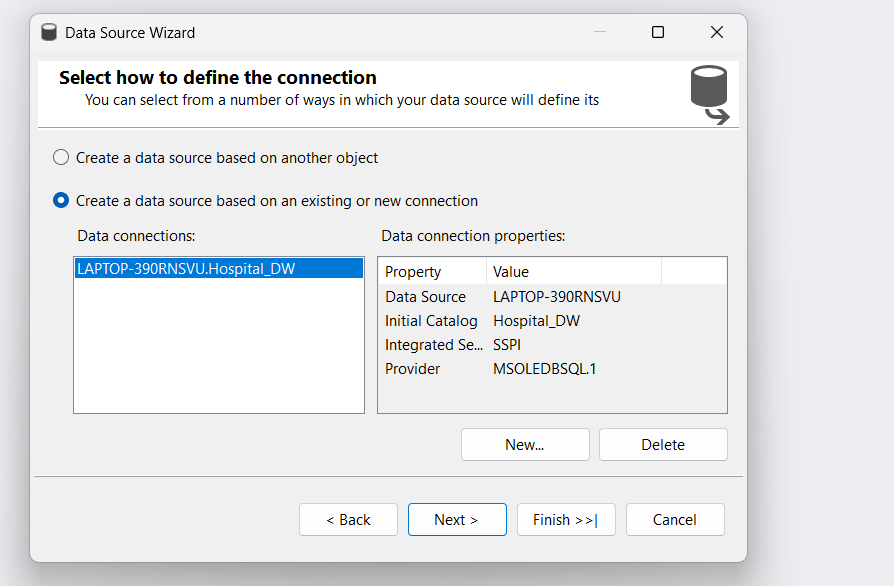 Data Source Wizard
Select how to define the connection
You can select from a number of ways in which your data source will define its
Create a data source based on another object
Create a data source based on an existing or new connection
Data connections:
LAPTOP-390RNSVU.Hospital_DW
Data connection properties:
Property Value
Data Source LAPTOP-390RNSVU
Initial Catalog Hospital_DW
Integrated Se... SSPI
Provider MSOLEDBSQL.1
New... Delete
< Back Next > Finish >>| Cancel